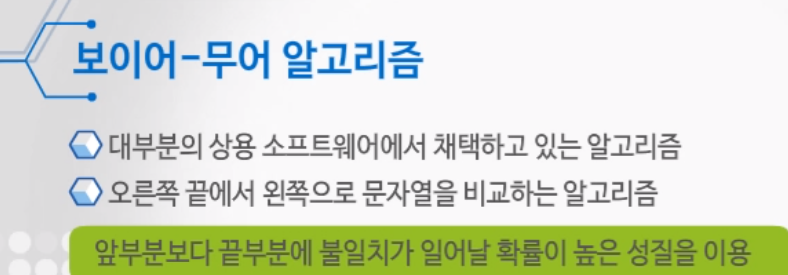 보이어-무어 알고리즘
대부분의 상용 소프트웨어에서 채택하고 있는 알고리즘
오른쪽 끝에서 왼쪽으로 문자열을 비교하는 알고리즘
앞부분보다 끝부분에 불일치가 일어날 확률이 높은 성질을 이용